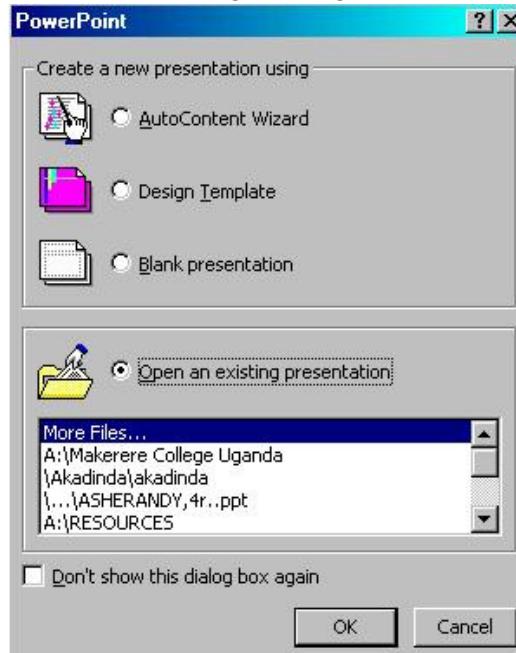 PowerPoint
Create a new presentation using
AutoContent Wizard
Design Template
Blank presentation
Open an existing presentation
More Files...
A:\Makerere College Uganda
\Akadinda\akadinda
\...\ASHERANDY,4r..ppt
A:\RESOURCES
Don't show this dialog box again
OK Cancel